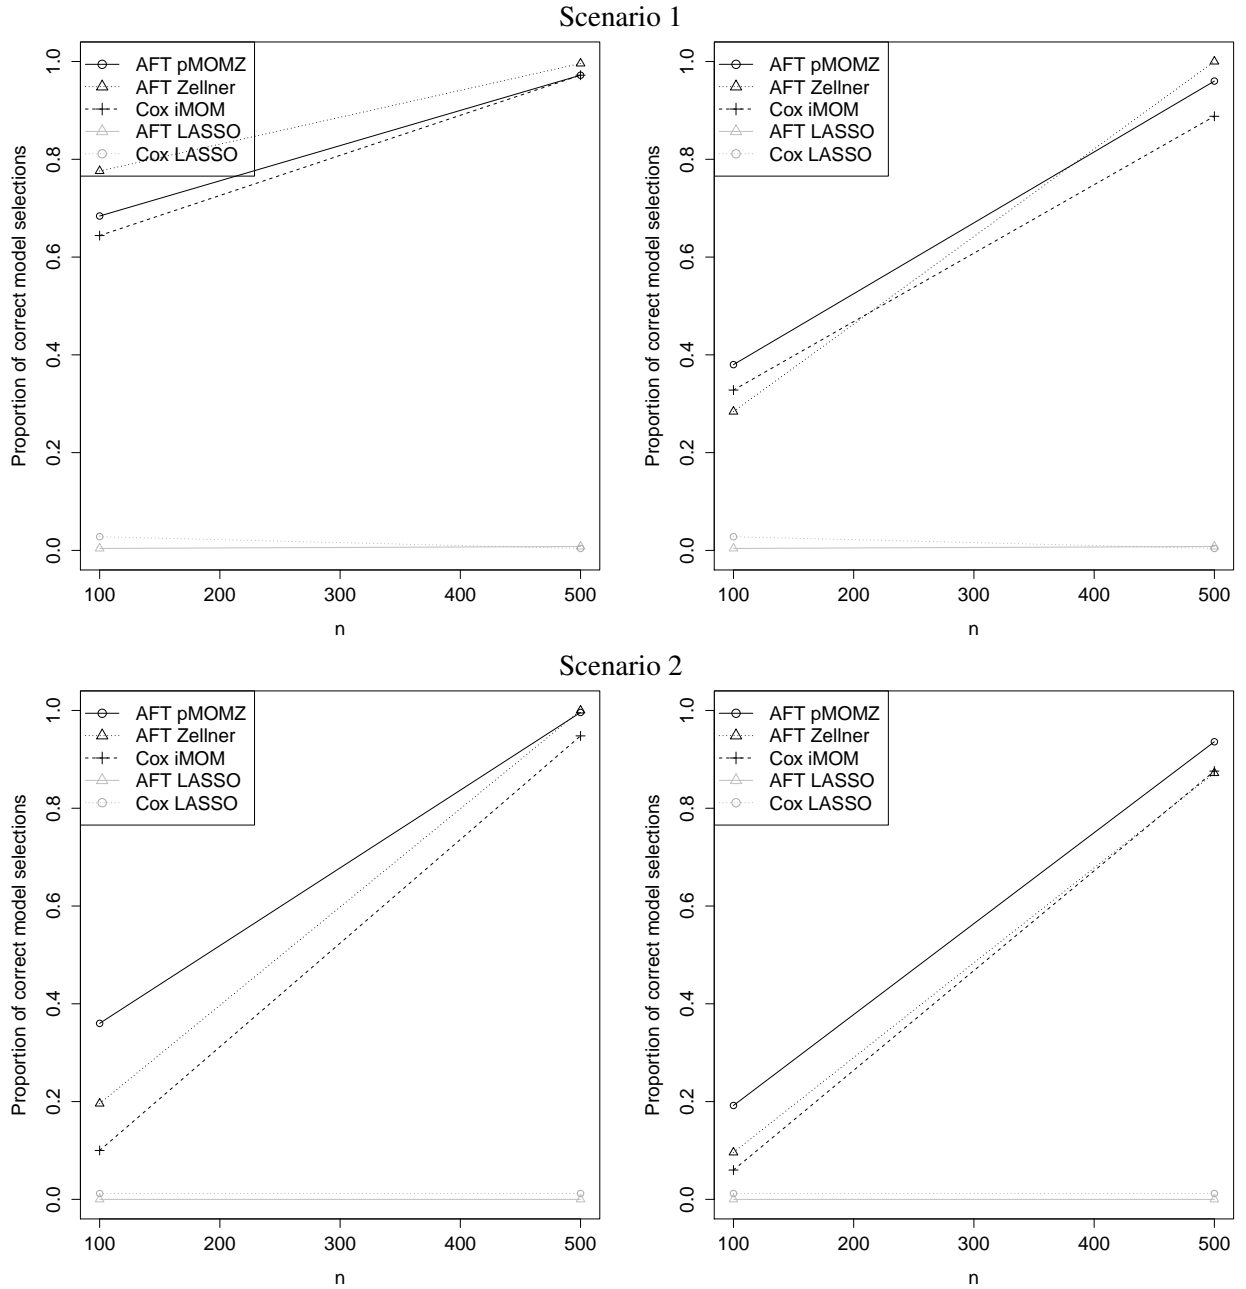 Scenario 1
Proportion of correct model selections
1.0
0.8
0.6
0.4
0.2
0.0
AFT pMOMZ
AFT Zellner
Cox iMOM
AFT LASSO
Cox LASSO
100 200 300 400 500
n
Proportion of correct model selections
1.0
0.8
0.6
0.4
0.2
0.0
AFT pMOMZ
AFT Zellner
Cox iMOM
AFT LASSO
Cox LASSO
100 200 300 400 500
n
Scenario 2
Proportion of correct model selections
1.0
0.8
0.6
0.4
0.2
0.0
AFT pMOMZ
AFT Zellner
Cox iMOM
AFT LASSO
Cox LASSO
100 200 300 400 500
n
Proportion of correct model selections
1.0
0.8
0.6
0.4
0.2
0.0
AFT pMOMZ
AFT Zellner
Cox iMOM
AFT LASSO
Cox LASSO
100 200 300 400 500
n